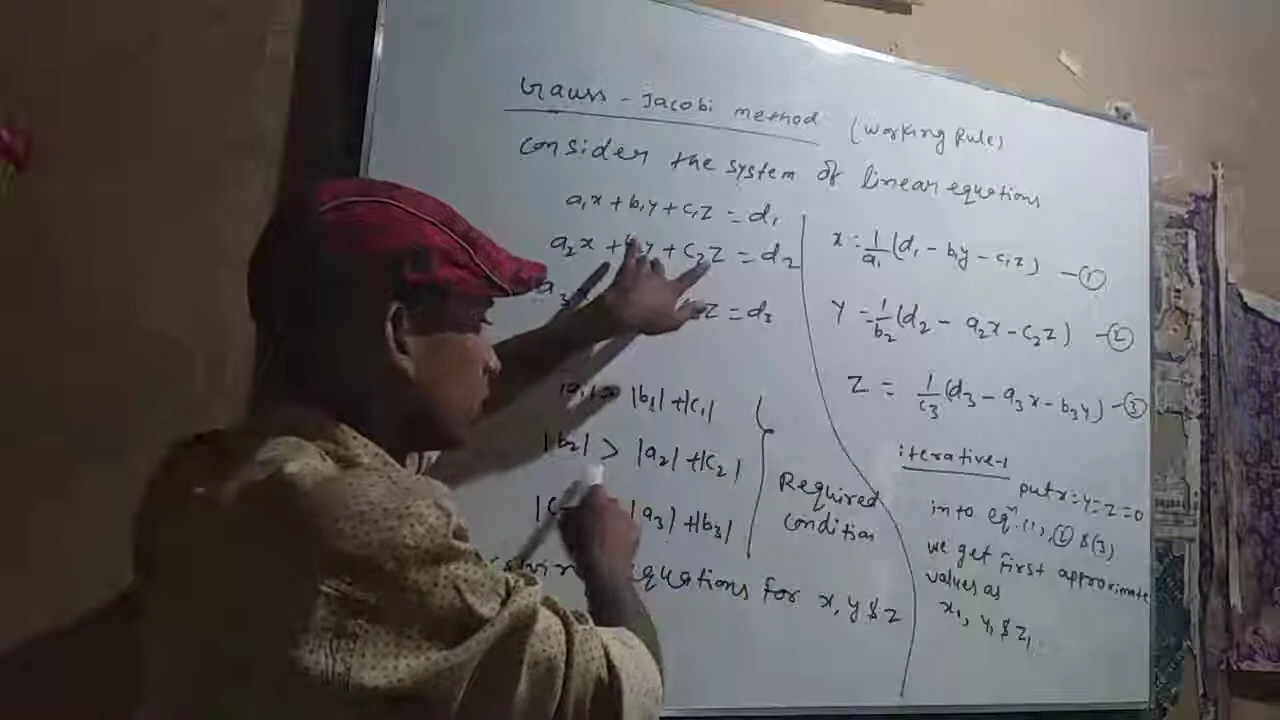 Gauss - Jacobi method (Working Rule)
Consider the system of linear equations
a₁x + b₁y + c₁z = d₁
a₂x + y + c₂z = d₂
a₃ z = d₃
|b₁| + |c₁|
|b₂| > |a₂| + |c₂|
|a₃| + |b₃|
Required
condition
equations for x, y & z
x = 1/a₁ (d₁ - b₁y - c₁z) - ①
y = 1/b₂ (d₂ - a₂x - c₂z) - ②
z = 1/c₃ (d₃ - a₃x - b₃y) - ③
iterative-1
put x=y=z=0
in to eqⁿ. (1), ② & (3)
we get first approximate
values as
x₁, y₁ & z₁.